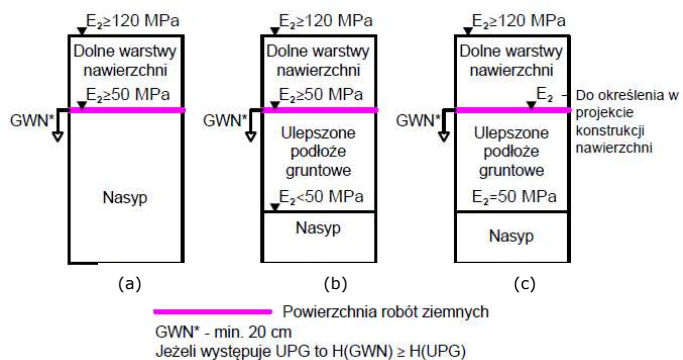 E₂≥120 MPa
Dolne warstwy
nawierzchni
E₂≥50 MPa
GWN*
Nasyp
(a)
E₂≥120 MPa
Dolne warstwy
nawierzchni
E₂≥50 MPa
GWN*
Ulepszone
podłoże
gruntowe
E₂<50 MPa
Nasyp
(b)
E₂≥120 MPa
Dolne warstwy
nawierzchni
E₂ - Do określenia w
projekcie
konstrukcji
nawierzchni
GWN*
Ulepszone
podłoże
gruntowe
E₂=50 MPa
Nasyp
(c)
Powierzchnia robót ziemnych
GWN* - min. 20 cm
Jeżeli występuje UPG to H(GWN) ≥ H(UPG)